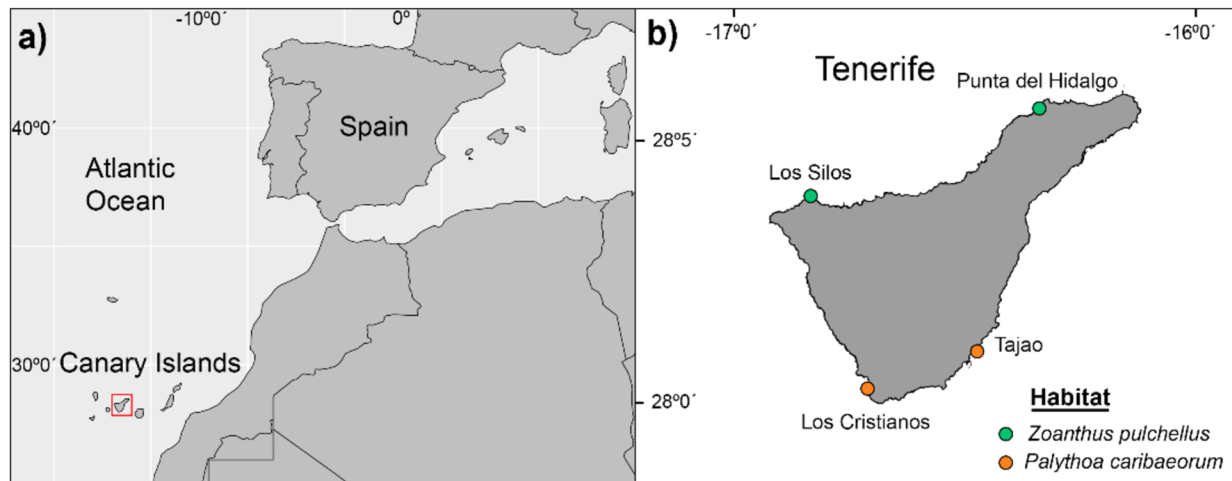 a)
-10º0´
0º
40º0´
Spain
Atlantic
Ocean
30º0´
Canary Islands
b)
-17º0´
-16º0´
Tenerife
Punta del Hidalgo
28º5´
Los Silos
Tajao
28º0´
Los Cristianos
Habitat
Zoanthus pulchellus
Palythoa caribaeorum